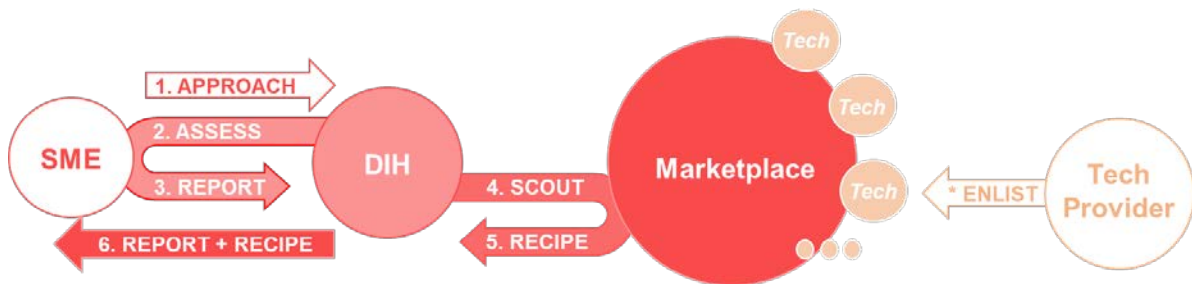 SME
1. APPROACH
2. ASSESS
3. REPORT
6. REPORT + RECIPE
DIH
4. SCOUT
5. RECIPE
Marketplace
Tech
Tech
Tech
* ENLIST
Tech
Provider